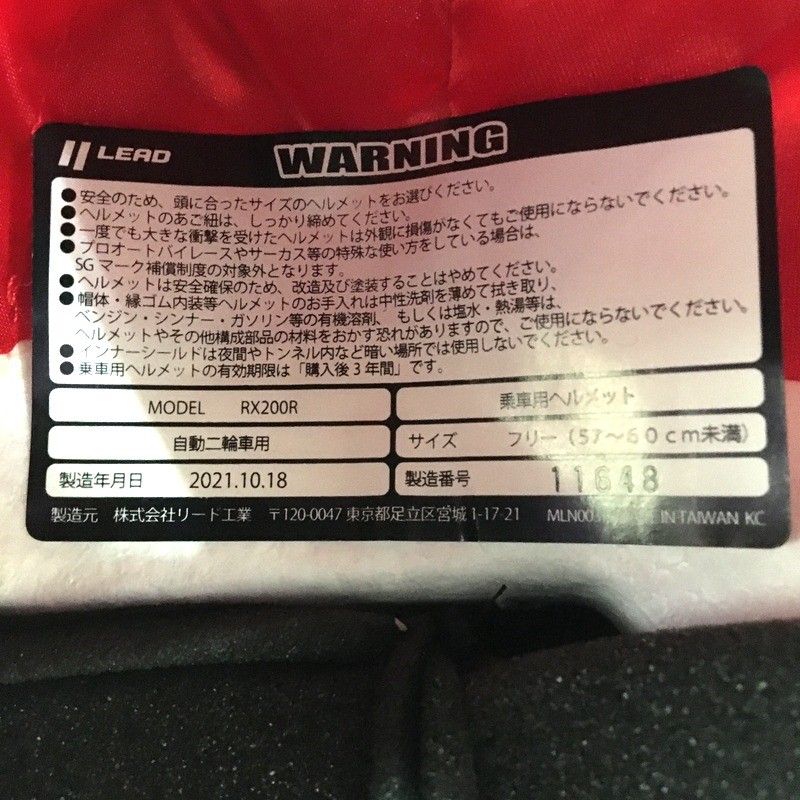 LEAD WARNING
●安全のため、頭に合ったサイズのヘルメットをお選びください。
●ヘルメットのあご紐は、しっかり締めてください。
●一度でも大きな衝撃を受けたヘルメットは外観に損傷がなくてもご使用にならないでください。
●プロオートバイレースやサーカス等の特殊な使い方をしている場合は、
SGマーク補償制度の対象外となります。
●ヘルメットは安全確保のため、改造及び塗装することはやめてください。
●帽体・縁ゴム内装等ヘルメットのお手入れは中性洗剤を薄めて拭き取り、
ベンジン・シンナー・ガソリン等の有機溶剤、もしくは塩水・熱湯等は、
ヘルメットやその他構成部品の材料をおかす恐れがありますので、ご使用にならないでください。
●インナーシールドは夜間やトンネル内など暗い場所では使用しないでください。
●乗車用ヘルメットの有効期限は「購入後3年間」です。
MODEL RX200R 乗車用ヘルメット
自動二輪車用 サイズ フリー（57〜60cm未満）
製造年月日 2021.10.18 製造番号 11648
製造元 株式会社リード工業 〒120-0047 東京都足立区宮城1-17-21 IN TAIWAN KC